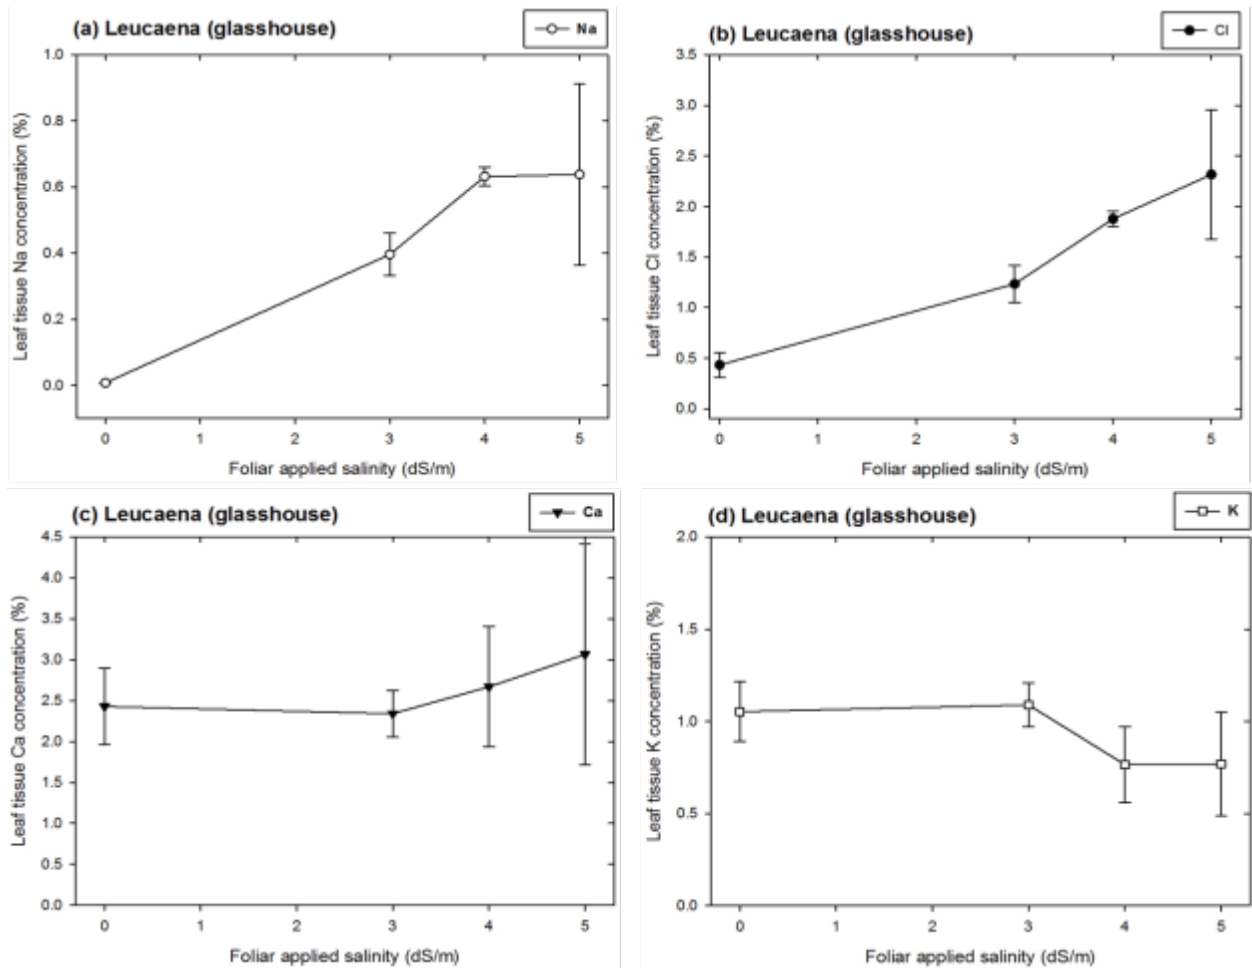 (a) Leucaena (glasshouse)
Na
1.0
0.8
0.6
0.4
0.2
0.0
Leaf tissue Na concentration (%)
0 1 2 3 4 5
Foliar applied salinity (dS/m)
(b) Leucaena (glasshouse)
Cl
3.5
3.0
2.5
2.0
1.5
1.0
0.5
0.0
Leaf tissue Cl concentration (%)
0 1 2 3 4 5
Foliar applied salinity (dS/m)
(c) Leucaena (glasshouse)
Ca
4.5
4.0
3.5
3.0
2.5
2.0
1.5
1.0
0.5
0.0
Leaf tissue Ca concentration (%)
0 1 2 3 4 5
Foliar applied salinity (dS/m)
(d) Leucaena (glasshouse)
K
2.0
1.5
1.0
0.5
0.0
Leaf tissue K concentration (%)
0 1 2 3 4 5
Foliar applied salinity (dS/m)